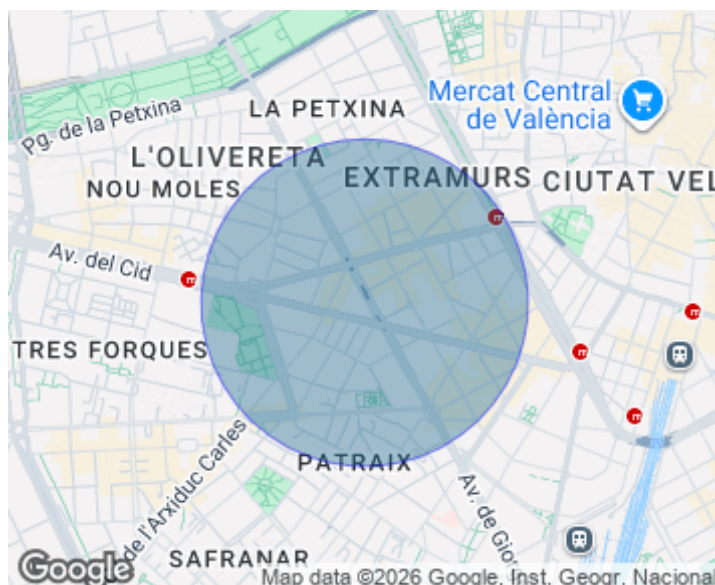 LA PETXINA
Mercat Central
de València
Pg. de la Petxina
L'OLIVERETA
NOU MOLES
EXTRAMURS
CIUTAT VEL
Av. del Cid
TRES FORQUES
de l'Arxiduc Carles
PATRAIX
Av. de Gior
SAFRANAR
Google
Map data ©2026 Google, Inst. Geogr. Nacional